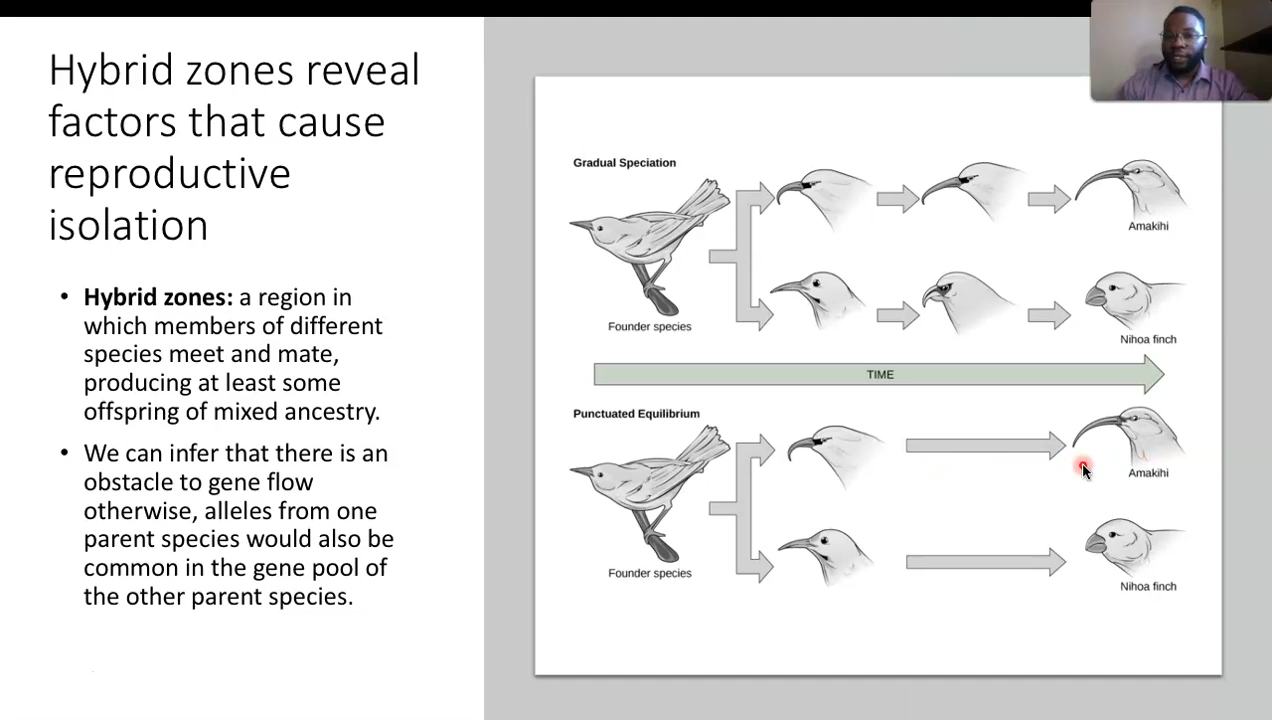 Hybrid zones reveal
factors that cause
reproductive
isolation
• Hybrid zones: a region in
which members of different
species meet and mate,
producing at least some
offspring of mixed ancestry.
• We can infer that there is an
obstacle to gene flow
otherwise, alleles from one
parent species would also be
common in the gene pool of
the other parent species.
Gradual Speciation
Founder species
Amakihi
Nihoa finch
TIME
Punctuated Equilibrium
Founder species
Amakihi
Nihoa finch